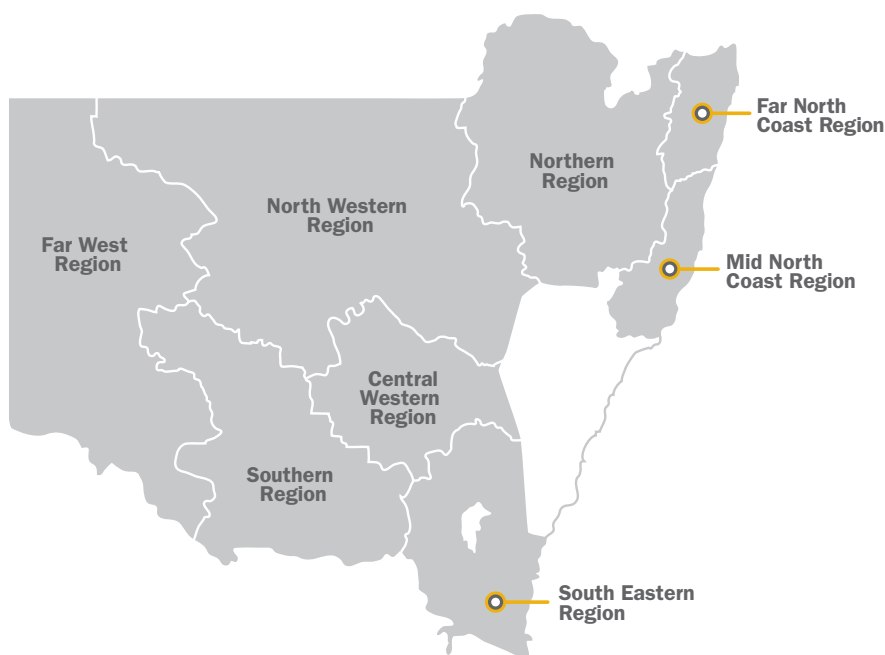 Far North
Coast Region
Northern
Region
North Western
Region
Far West
Region
Mid North
Coast Region
Central
Western
Region
Southern
Region
South Eastern
Region